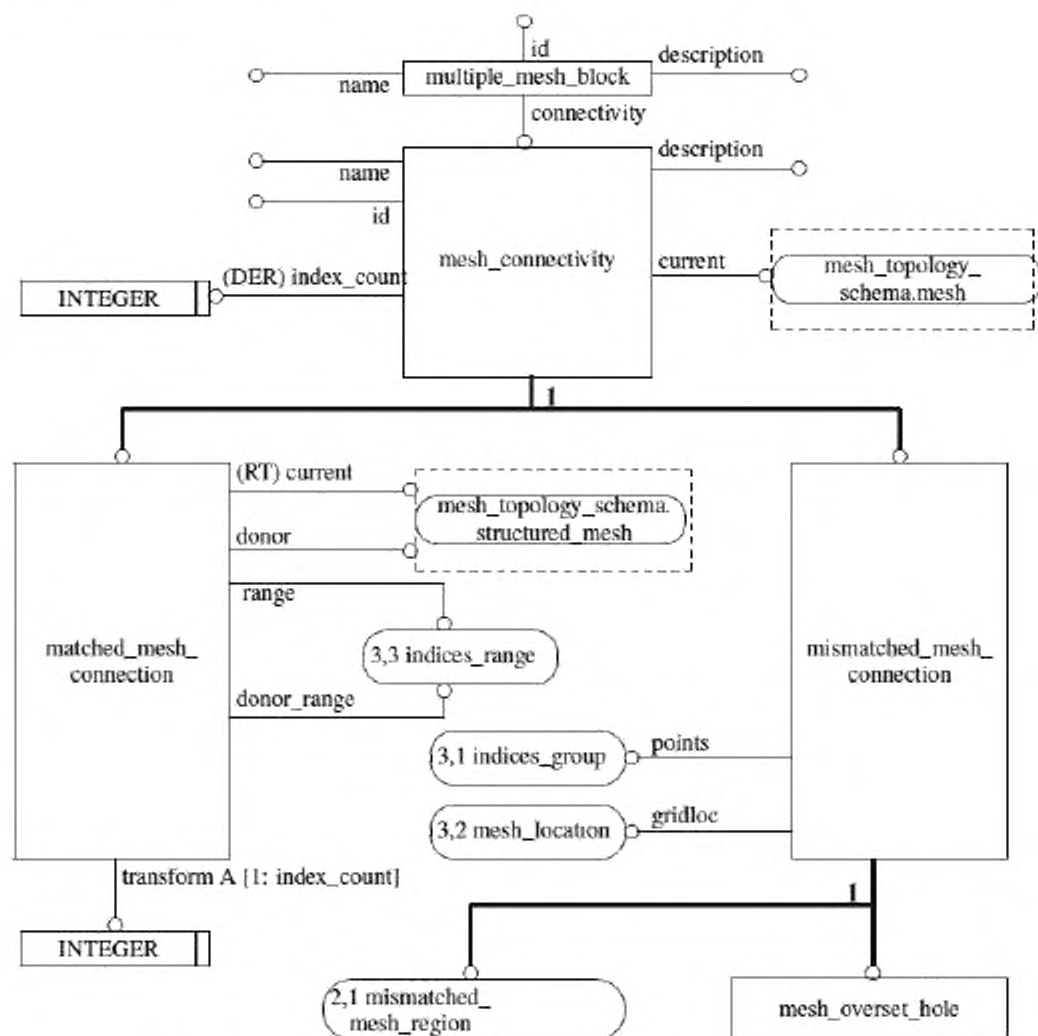 id
description
multiple_mesh_block
name
connectivity
description
name
id
mesh_connectivity
current
mesh_topology_
schema.mesh
(DER) index_count
INTEGER
1
(RT) current
mesh_topology_schema.
structured_mesh
donor
range
matched_mesh_
connection
3,3 indices_range
mismatched_mesh_
connection
donor_range
points
3,1 indices_group
gridloc
3,2 mesh_location
transform A [1: index_count]
1
INTEGER
2,1 mismatched_
mesh_region
mesh_overset_hole